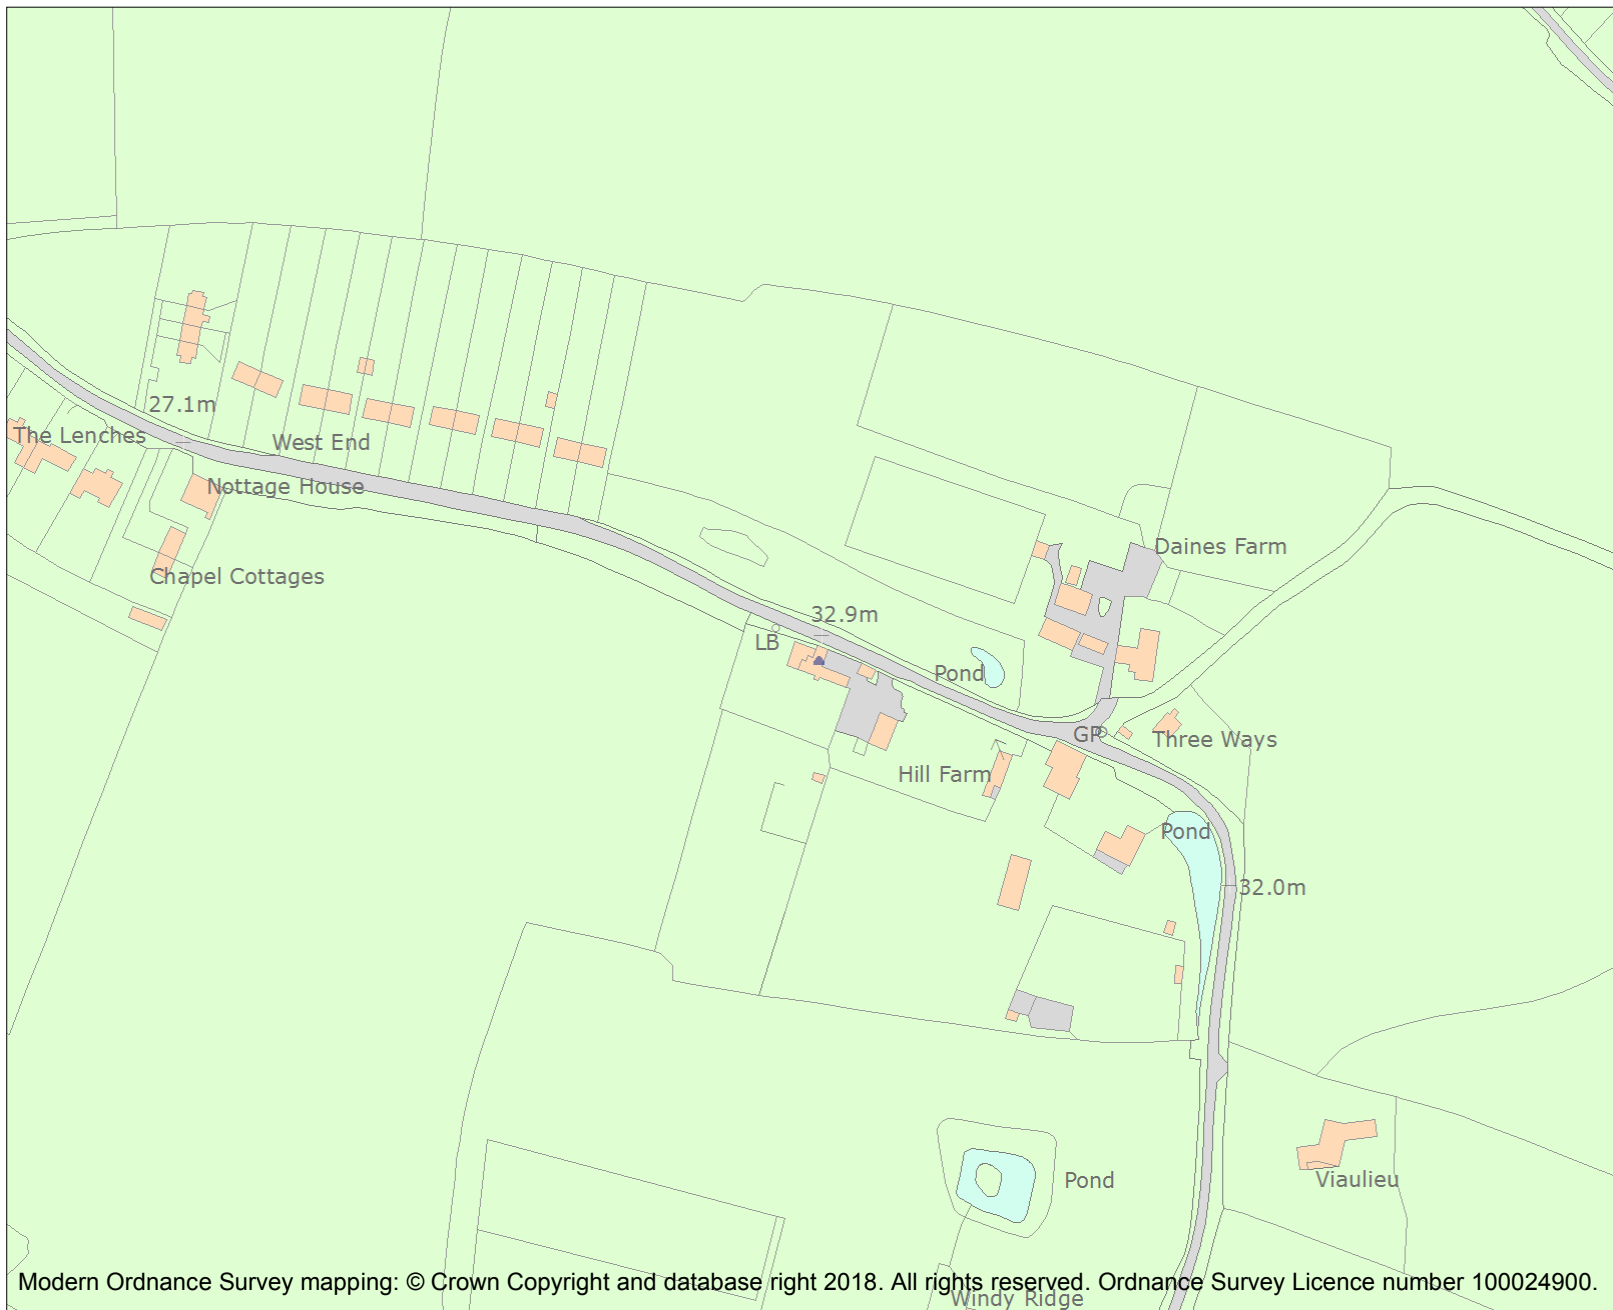 27.1m
The Lenches
West End
Nottage House
Daines Farm
Chapel Cottages
32.9m
LB
Pond
GP
Three Ways
Hill Farm
Pond
32.0m
Pond
Viaulieu
Modern Ordnance Survey mapping: © Crown Copyright and database right 2018. All rights reserved. Ordnance Survey Licence number 100024900.
Windy Ridge